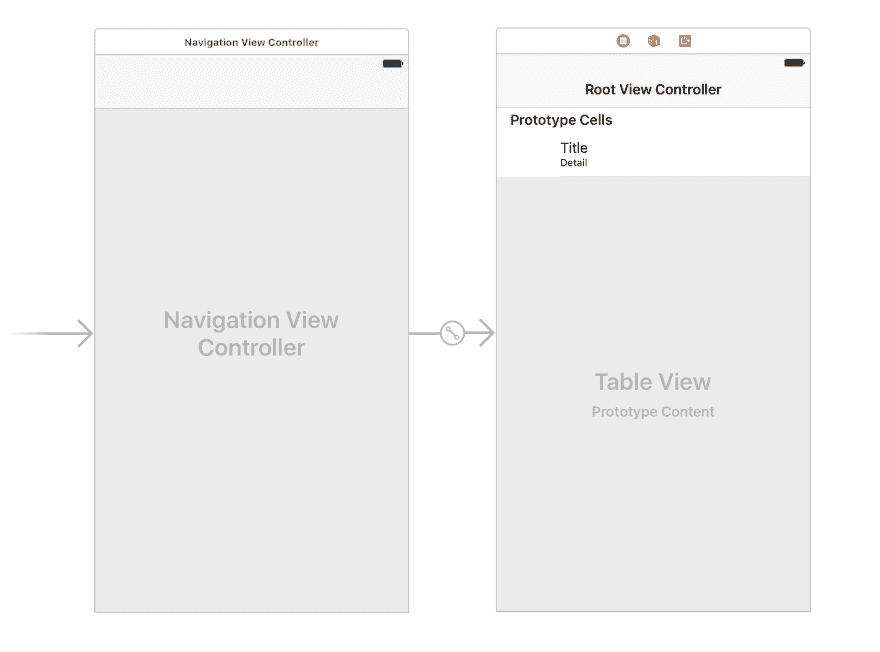 Navigation View Controller
Navigation View
Controller
Root View Controller
Prototype Cells
Title
Detail
Table View
Prototype Content